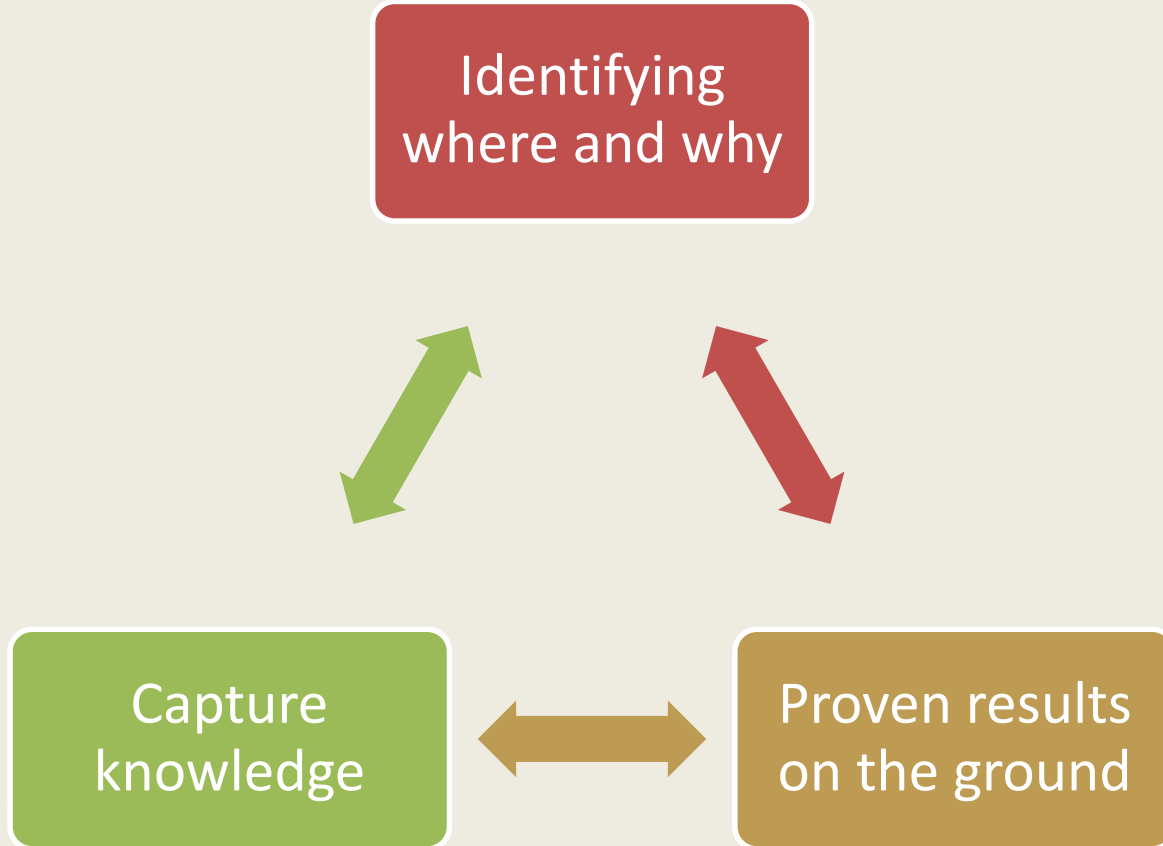 Identifying
where and why
Capture
knowledge
Proven results
on the ground